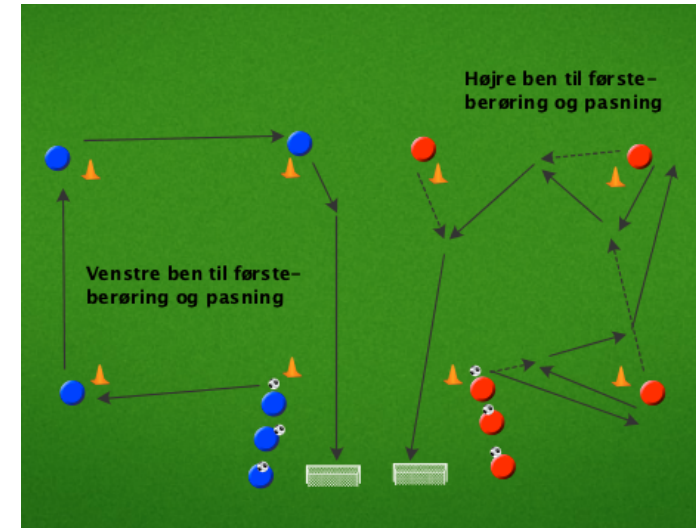 Højre ben til første-
berøring og pasning
Venstre ben til første-
berøring og pasning